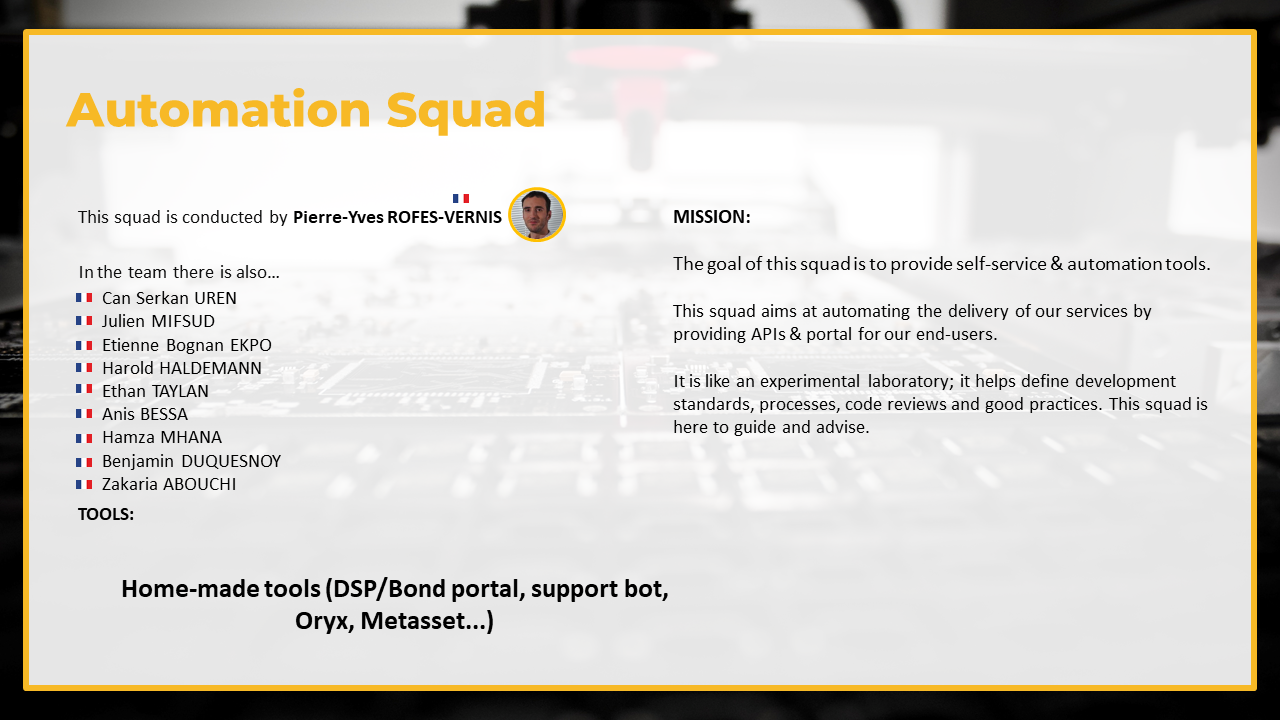 Automation Squad
This squad is conducted by Pierre-Yves ROFES-VERNIS
In the team there is also…
Can Serkan UREN
Julien MIFSUD
Etienne Bognan EKPO
Harold HALDEMANN
Ethan TAYLAN
Anis BESSA
Hamza MHANA
Benjamin DUQUESNOY
Zakaria ABOUCHI
TOOLS:
Home-made tools (DSP/Bond portal, support bot,
Oryx, Metasset...)
MISSION:
The goal of this squad is to provide self-service & automation tools.
This squad aims at automating the delivery of our services by
providing APIs & portal for our end-users.
It is like an experimental laboratory; it helps define development
standards, processes, code reviews and good practices. This squad is
here to guide and advise.